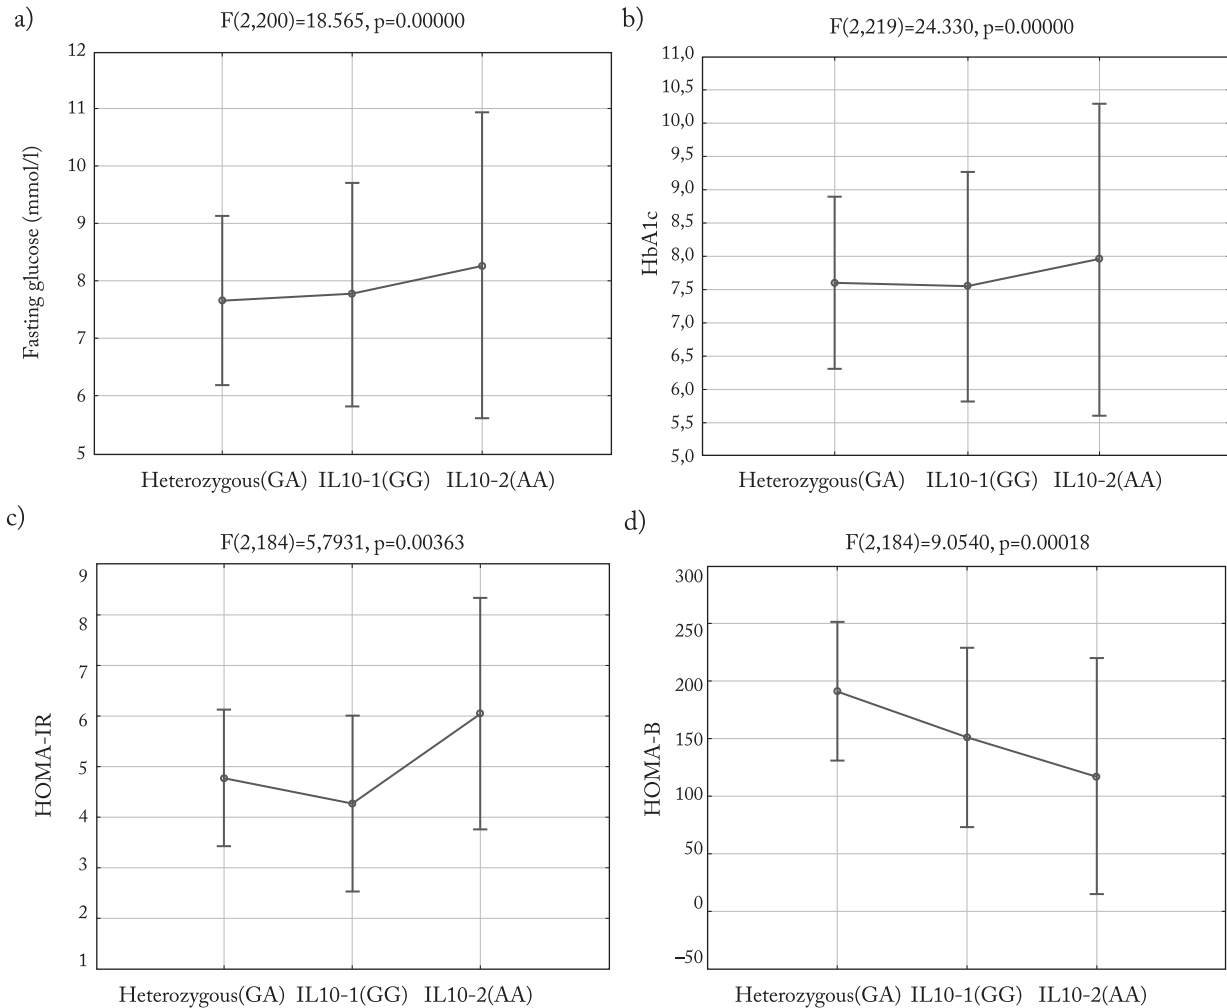 a)
F(2,200)=18.565, p=0.00000
12
11
10
9
8
7
6
5
Fasting glucose (mmol/l)
Heterozygous(GA) IL10-1(GG) IL10-2(AA)
b)
F(2,219)=24.330, p=0.00000
11,0
10,5
10,0
9,5
9,0
8,5
8,0
7,5
7,0
6,5
6,0
5,5
5,0
HbA1c
Heterozygous(GA) IL10-1(GG) IL10-2(AA)
c)
F(2,184)=5,7931, p=0.00363
9
8
7
6
5
4
3
2
1
HOMA-IR
Heterozygous(GA) IL10-1(GG) IL10-2(AA)
d)
F(2,184)=9.0540, p=0.00018
300
250
200
150
100
50
0
–50
HOMA-B
Heterozygous(GA) IL10-1(GG) IL10-2(AA)